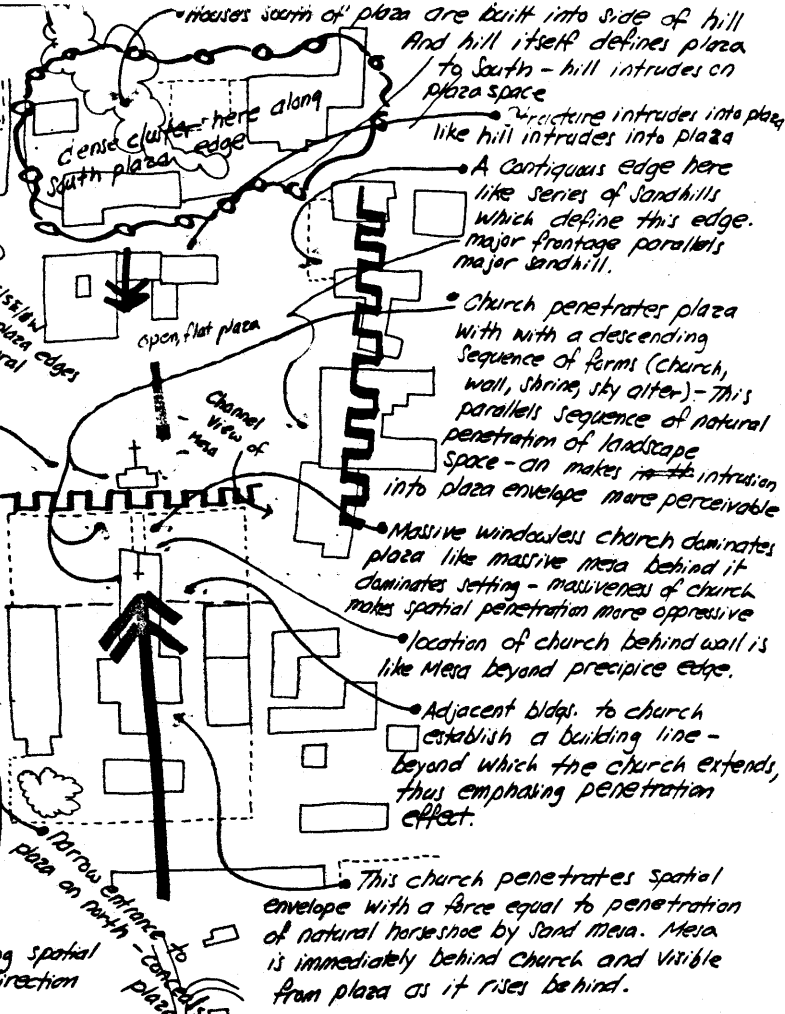 Houses south of plaza are built into side of hill
And hill itself defines plaza
to South - hill intrudes on
plaza space
structure intrudes into plaza
like hill intrudes into plaza
A Contiguous edge here
like series of Sandhills
which define this edge.
major frontage parallels
major sandhill.
Church penetrates plaza
with with a descending
sequence of forms (church,
wall, shrine, sky alter) - This
parallels sequence of natural
penetration of landscape
space - an makes intrusion
into plaza envelope more perceivable
Massive windowless church dominates
plaza like massive mesa behind it
dominates setting - massiveness of church
makes spatial penetration more oppressive
location of church behind wall is
like Mesa beyond precipice edge.
Adjacent bldgs. to church
establish a building line -
beyond which the church extends,
thus emphasing penetration
effect.
This church penetrates spatial
envelope with a force equal to penetration
of natural horseshoe by sand mesa. Mesa
is immediately behind Church and visible
from plaza as it rises behind.
dense cluster here along
south plaza edge
open, flat plaza
Channel
view of
Mesa
plaza edges
narrow entrance to
plaza on north - conceals
plaza
spatial